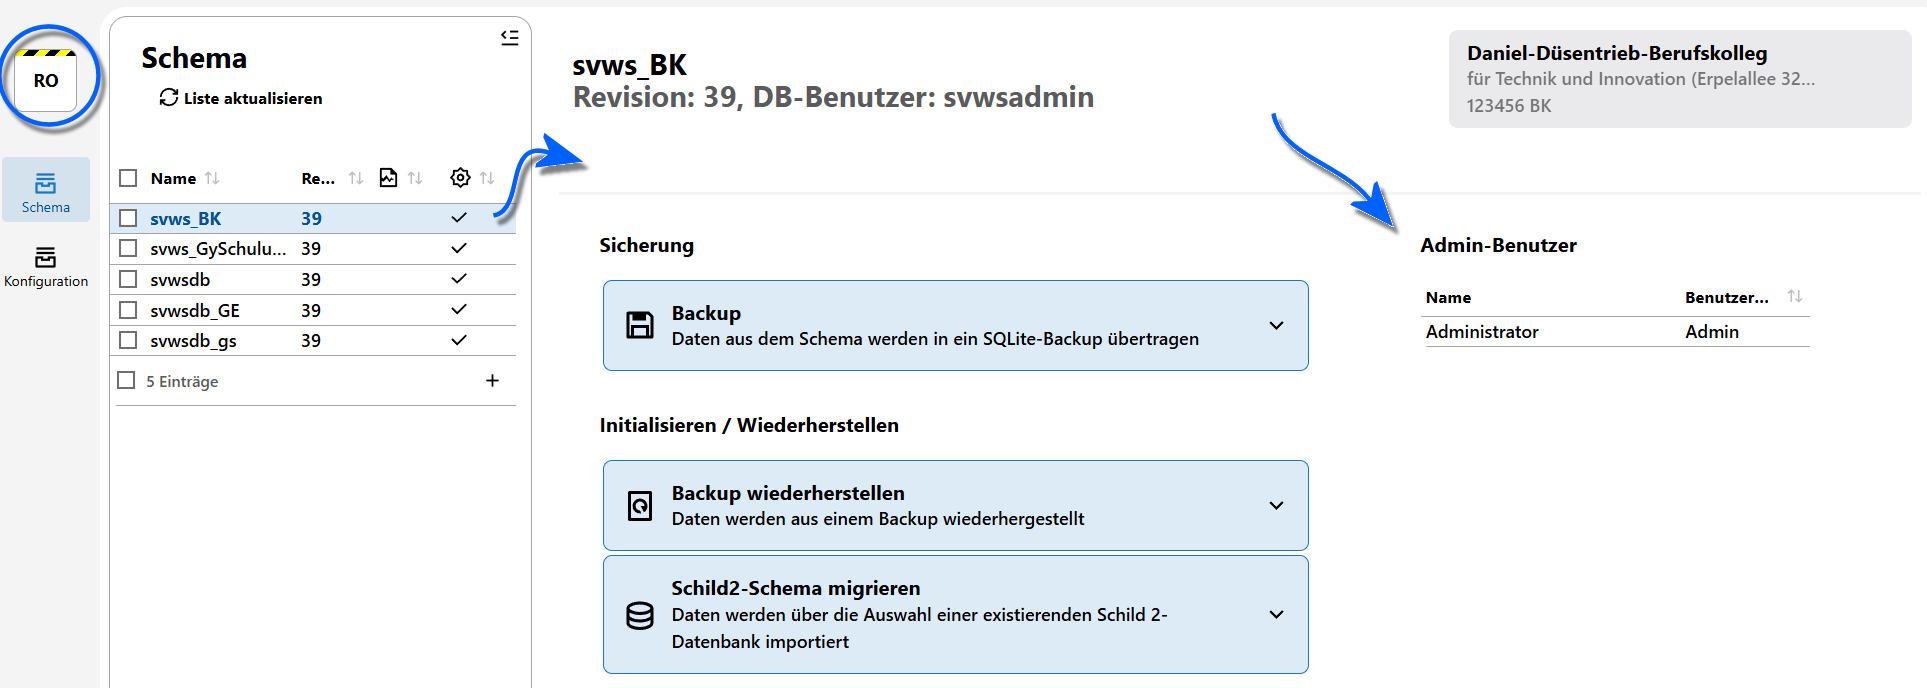 RO
Schema
Konfiguration
Schema
Liste aktualisieren
Name Re...
svws_BK 39
svws_GySchulu... 39
svwsdb 39
svwsdb_GE 39
svwsdb_gs 39
5 Einträge
svws_BK
Revision: 39, DB-Benutzer: svwsadmin
Daniel-Düsentrieb-Berufskolleg
für Technik und Innovation (Erpelallee 32...
123456 BK
Sicherung
Backup
Daten aus dem Schema werden in ein SQLite-Backup übertragen
Initialisieren / Wiederherstellen
Backup wiederherstellen
Daten werden aus einem Backup wiederhergestellt
Schild2-Schema migrieren
Daten werden über die Auswahl einer existierenden Schild 2-
Datenbank importiert
Admin-Benutzer
Name Benutzer...
Administrator Admin